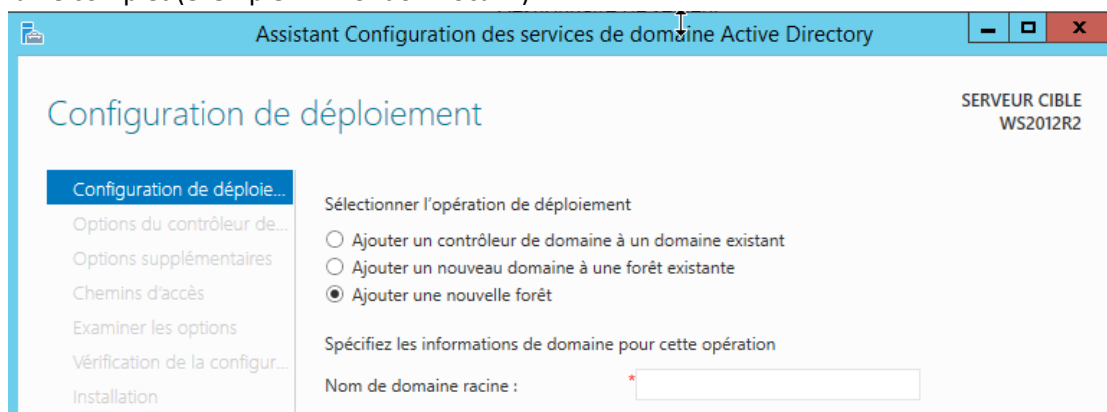 Assistant Configuration des services de domaine Active Directory
Configuration de déploiement
SERVEUR CIBLE
WS2012R2
Configuration de déploie...
Options du contrôleur de...
Options supplémentaires
Chemins d'accès
Examiner les options
Vérification de la configur...
Installation
Sélectionner l'opération de déploiement
Ajouter un contrôleur de domaine à un domaine existant
Ajouter un nouveau domaine à une forêt existante
Ajouter une nouvelle forêt
Spécifiez les informations de domaine pour cette opération
Nom de domaine racine : *